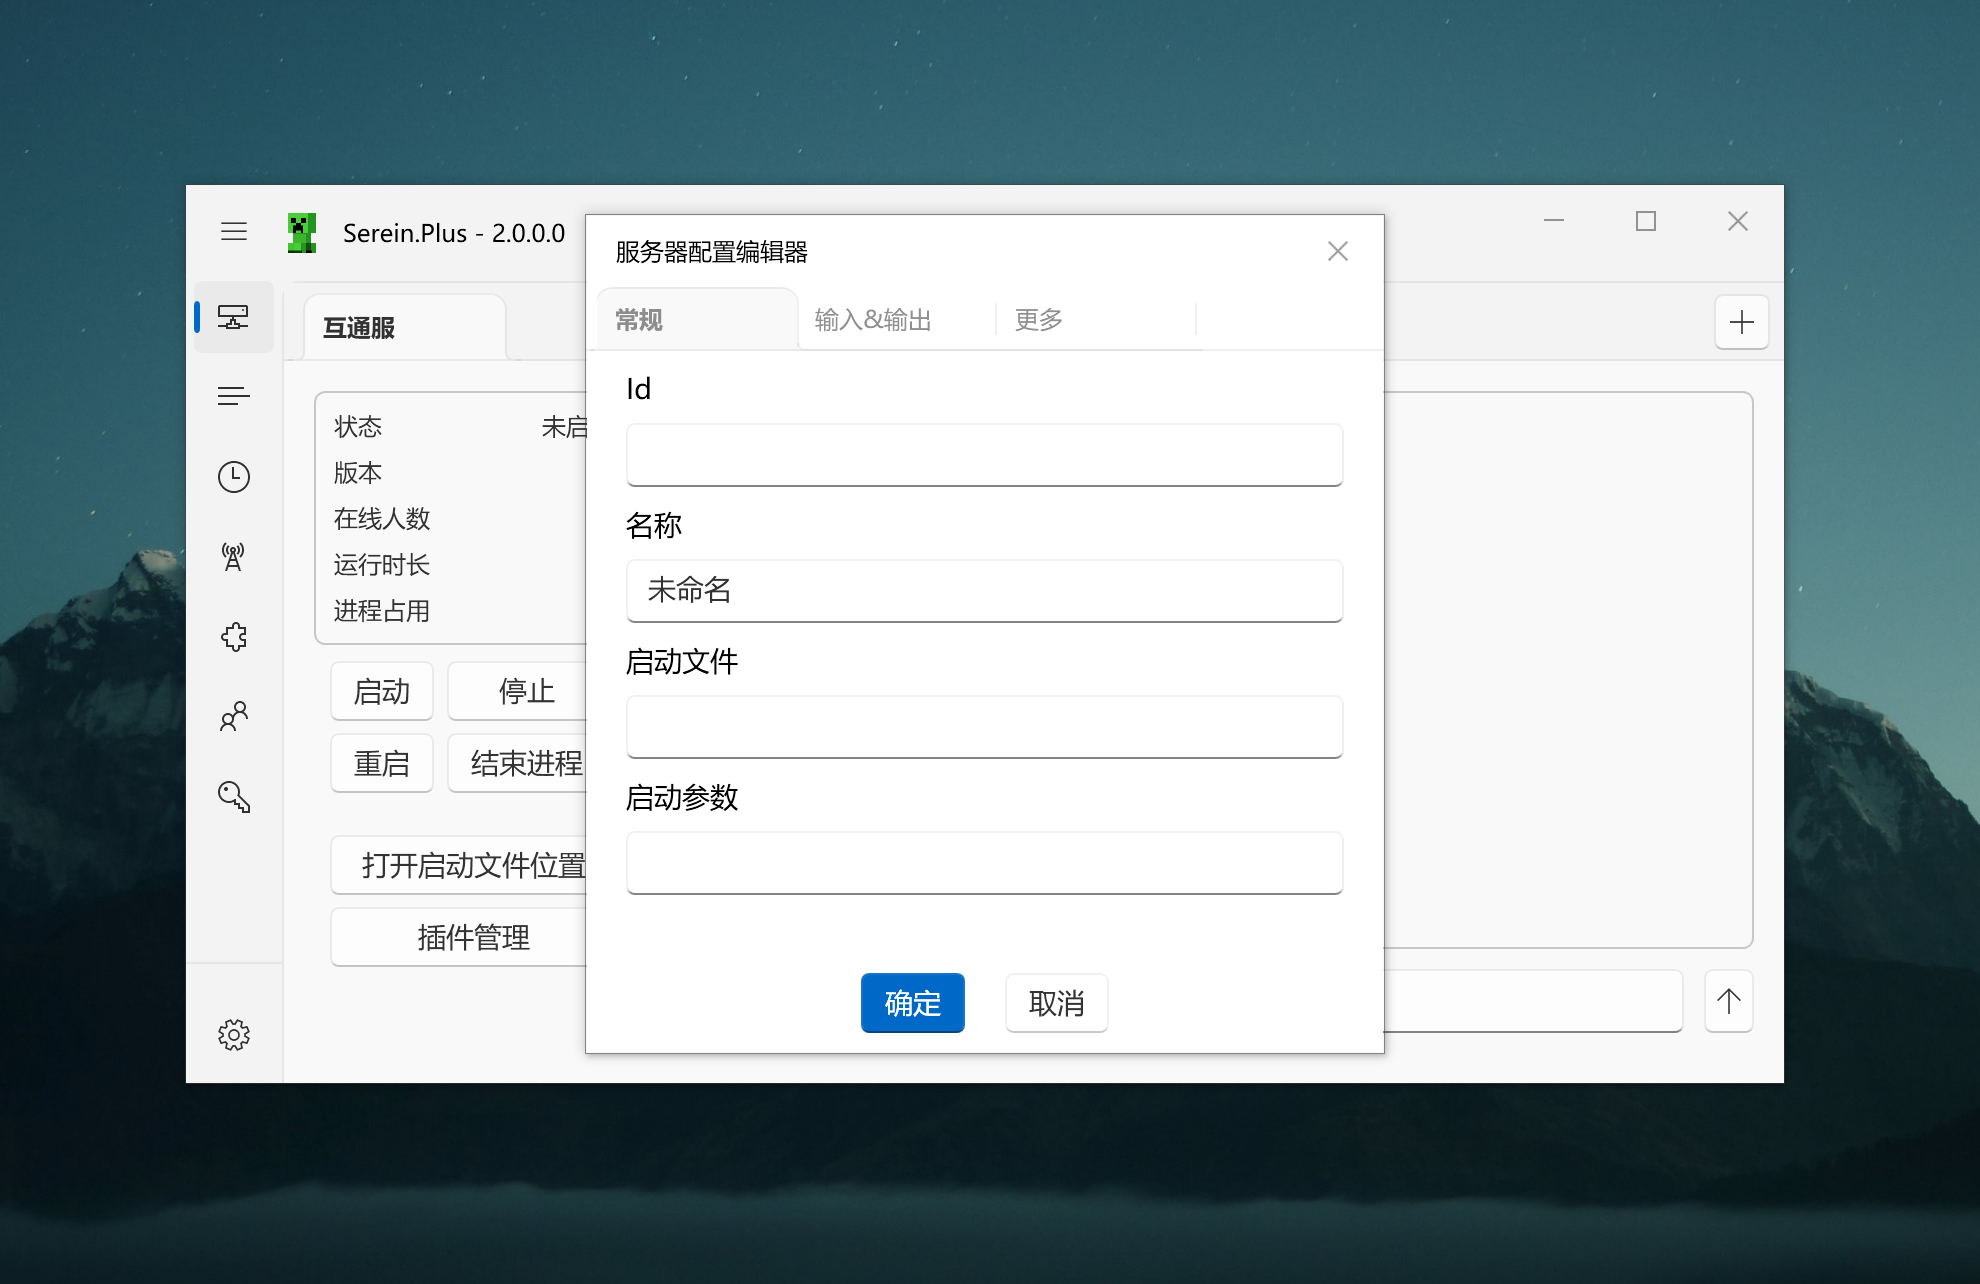 Serein.Plus - 2.0.0.0
互通服
状态 未启
版本
在线人数
运行时长
进程占用
启动 停止
重启 结束进程
打开启动文件位置
插件管理
服务器配置编辑器
常规 输入&输出 更多
Id
名称
未命名
启动文件
启动参数
确定 取消